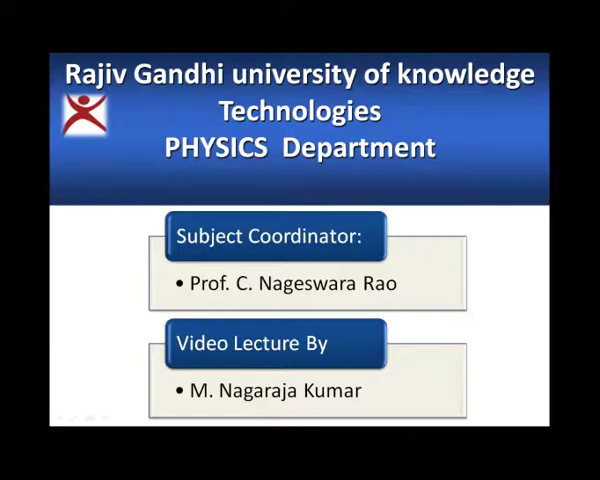 Rajiv Gandhi university of knowledge
Technologies
PHYSICS Department
Subject Coordinator:
• Prof. C. Nageswara Rao
Video Lecture By
• M. Nagaraja Kumar